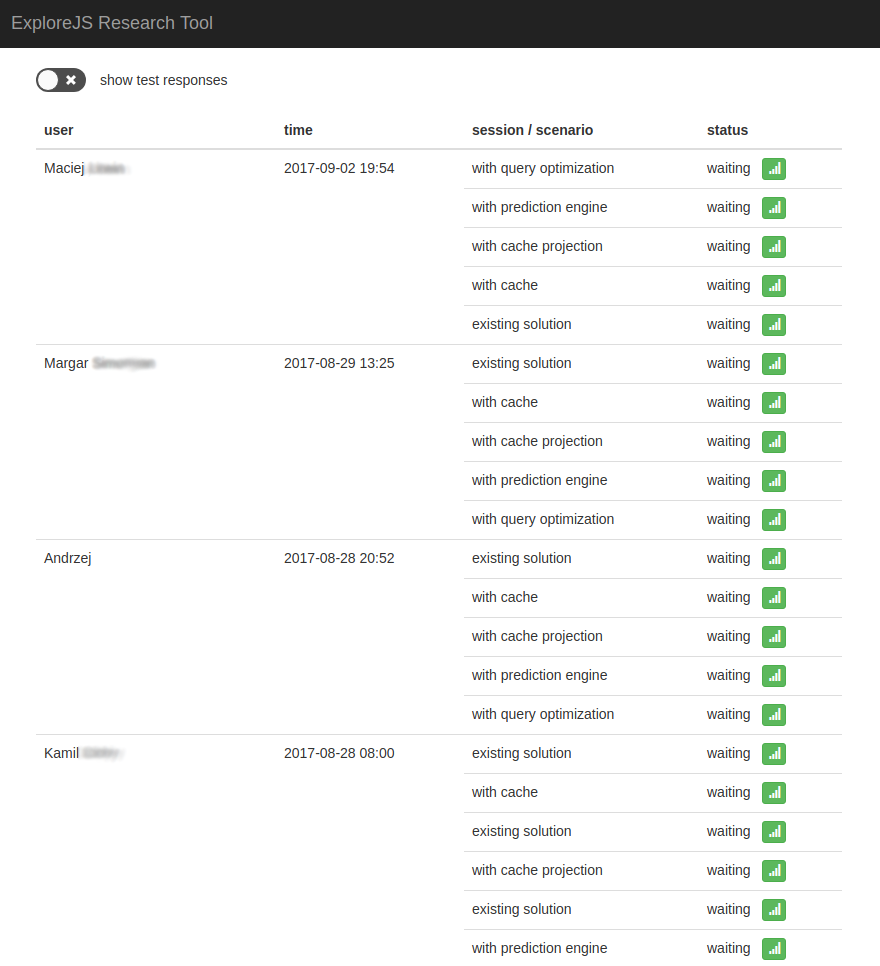 ExploreJS Research Tool
show test responses
user time session / scenario status
Maciej 2017-09-02 19:54 with query optimization waiting
with prediction engine waiting
with cache projection waiting
with cache waiting
existing solution waiting
Margar 2017-08-29 13:25 existing solution waiting
with cache waiting
with cache projection waiting
with prediction engine waiting
with query optimization waiting
Andrzej 2017-08-28 20:52 existing solution waiting
with cache waiting
with cache projection waiting
with prediction engine waiting
with query optimization waiting
Kamil 2017-08-28 08:00 existing solution waiting
with cache waiting
existing solution waiting
with cache projection waiting
existing solution waiting
with prediction engine waiting